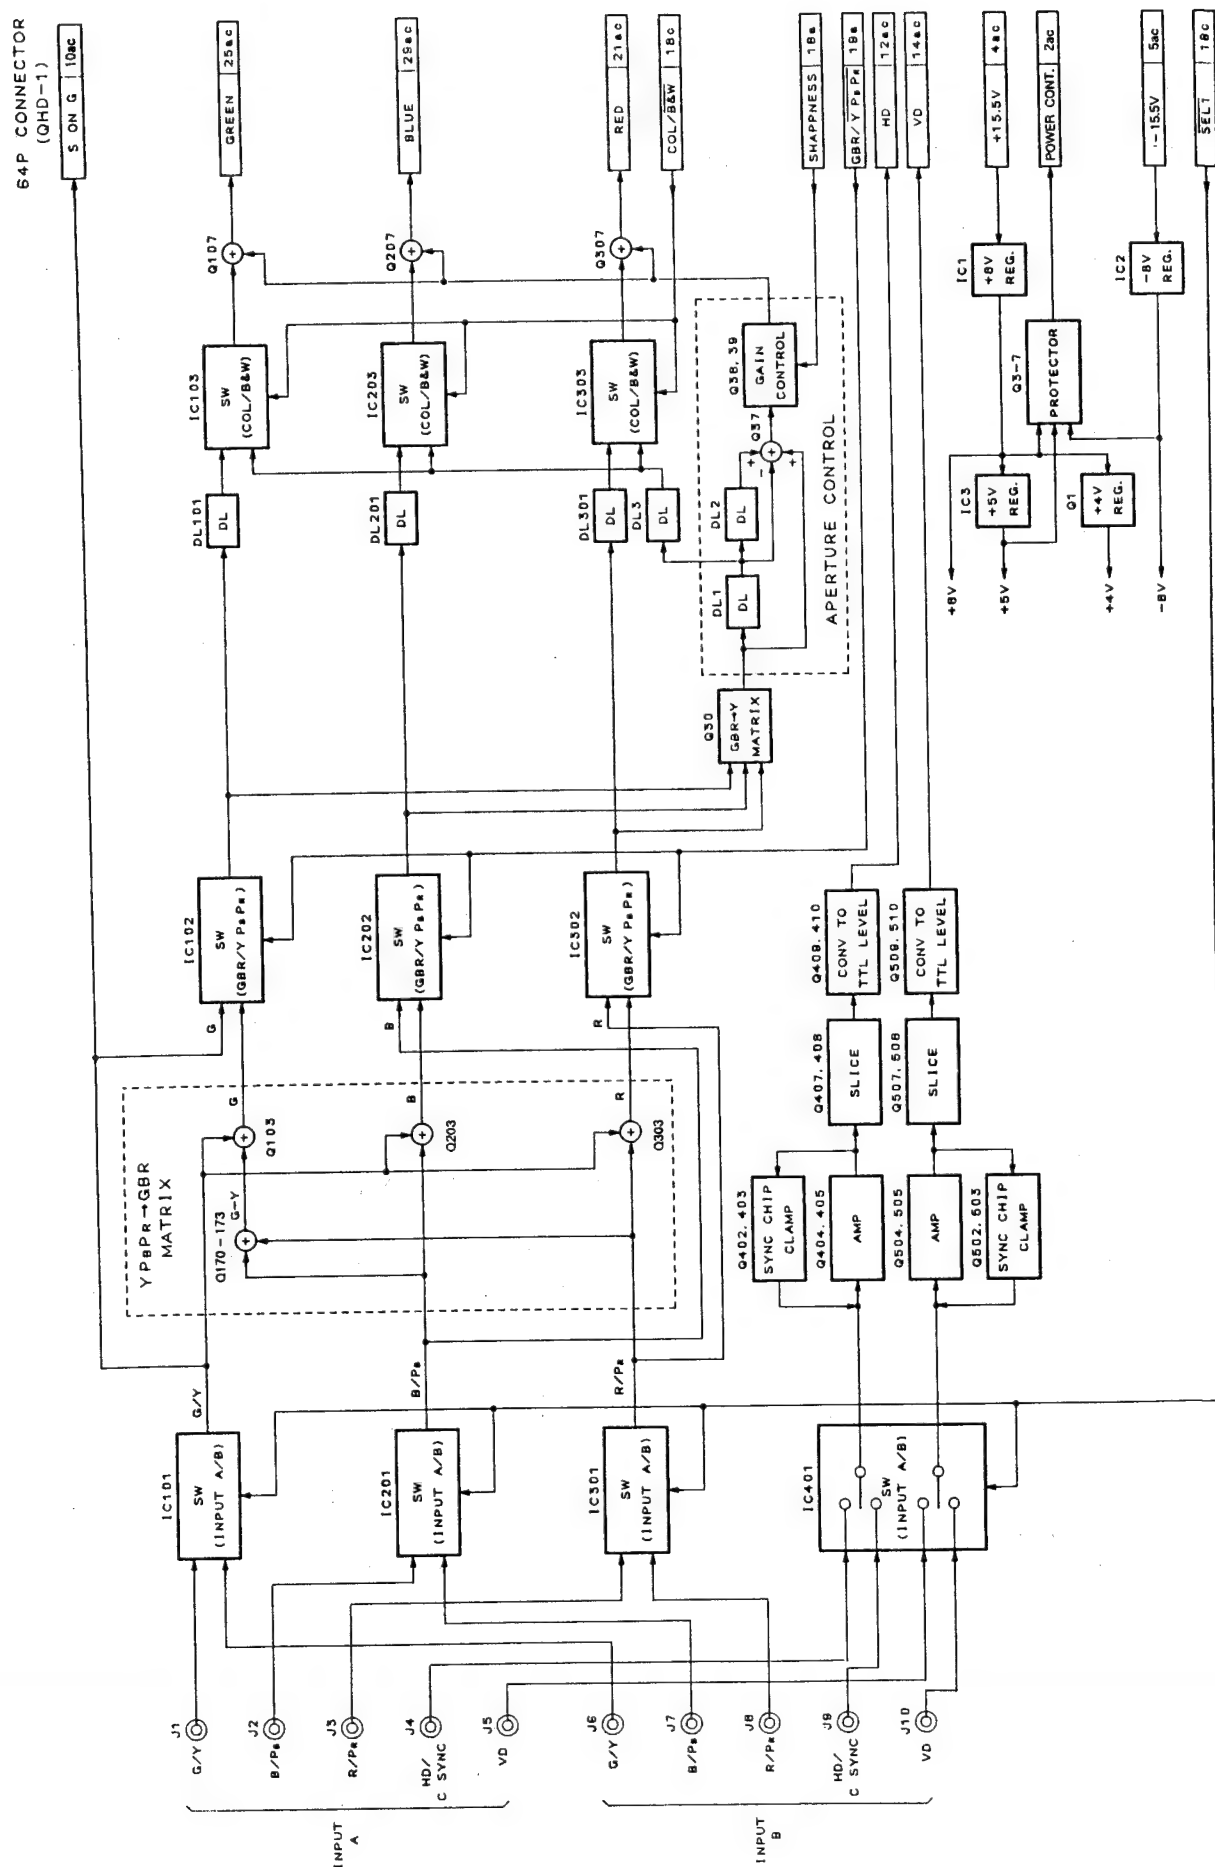 64P CONNECTOR
(QHD-1)
S ON G 10ac
GREEN 25ac
BLUE 29ac
RED 21ac
COL/B&W 18c
SHAPPNESS 18a
GBR/Y PB PR 19a
HD 12ac
VD 14ac
+15.5V 4ac
POWER CONT. 2ac
-15.5V 5ac
SEL1 18c
Q107
+
Q207
+
Q307
+
IC103
SW
(COL/B&W)
IC203
SW
(COL/B&W)
IC303
SW
(COL/B&W)
Q38, 39
GAIN
CONTROL
Q37
+
-
+
+
DL101
DL
DL201
DL
DL301
DL
DL3
DL
DL2
DL
DL1
DL
APERTURE CONTROL
Q30
GBR→Y
MATRIX
IC1
+8V
REG.
IC2
-8V
REG.
Q3-7
PROTECTOR
IC3
+5V
REG.
Q1
+4V
REG.
+8V
+5V
+4V
-8V
IC102
SW
(GBR/Y PB PR)
IC202
SW
(GBR/Y PB PR)
IC302
SW
(GBR/Y PB PR)
G
G
B
B
R
R
YPBPR→GBR
MATRIX
Q103
+
Q203
+
Q303
+
G-Y
Q170-173
+
Q409, 410
CONV TO
TTL LEVEL
Q509, 510
CONV TO
TTL LEVEL
Q407, 408
SLICE
Q507, 508
SLICE
Q402, 403
SYNC CHIP
CLAMP
Q404, 405
AMP
Q504, 505
AMP
Q502, 503
SYNC CHIP
CLAMP
G/Y
B/PB
R/PR
IC101
SW
(INPUT A/B)
IC201
SW
(INPUT A/B)
IC301
SW
(INPUT A/B)
IC401
SW
(INPUT A/B)
J1
G/Y
J2
B/PB
J3
R/PR
J4
HD/
C SYNC
J5
VD
J6
G/Y
J7
B/PB
J8
R/PR
J9
HD/
C SYNC
J10
VD
INPUT
A
INPUT
B